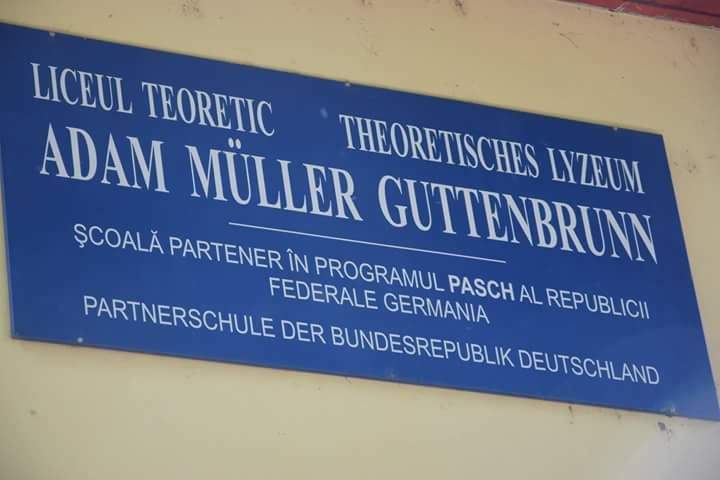 LICEUL TEORETIC THEORETISCHES LYZEUM
ADAM MÜLLER GUTTENBRUNN
ŞCOALĂ PARTENER ÎN PROGRAMUL PASCH AL REPUBLICII
FEDERALE GERMANIA
PARTNERSCHULE DER BUNDESREPUBLIK DEUTSCHLAND